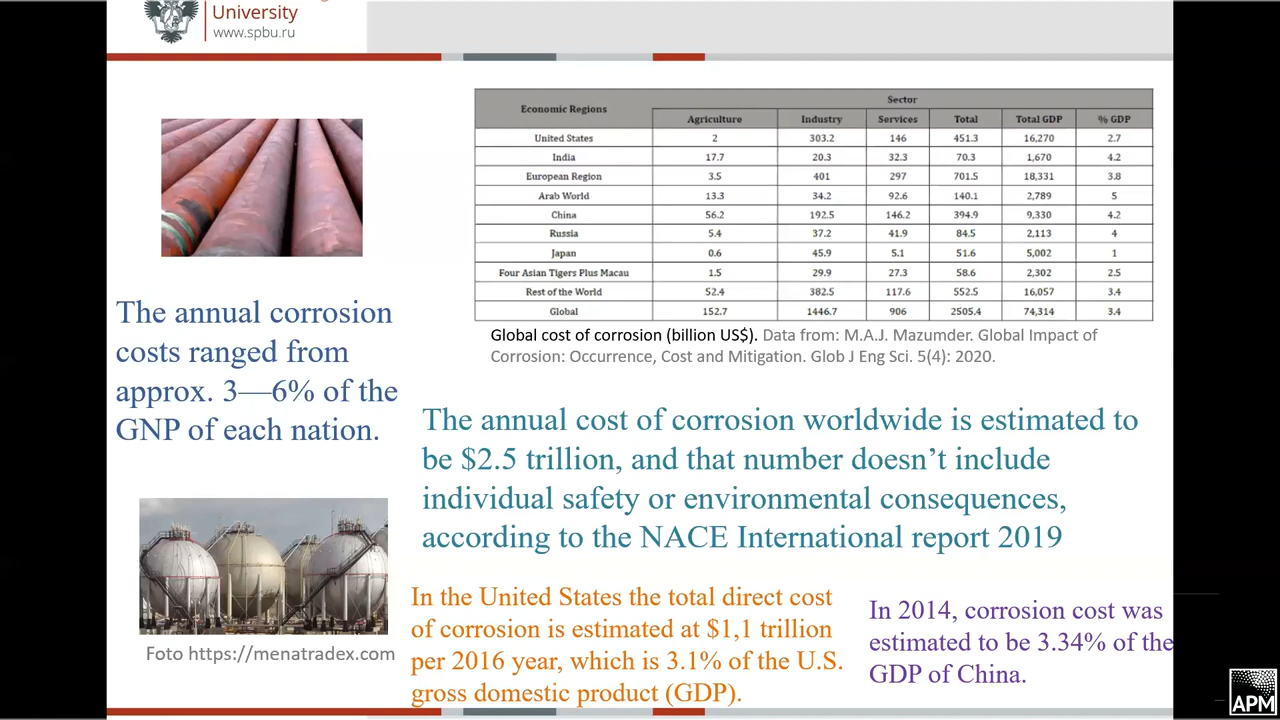 University
www.spbu.ru
Sector
Economic Regions
Agriculture Industry Services Total Total GDP % GDP
United States 2 303.2 146 451.3 16,270 2.7
India 17.7 20.3 32.3 70.3 1,670 4.2
European Region 3.5 401 297 701.5 18,331 3.8
Arab World 13.3 34.2 92.6 140.1 2,789 5
China 56.2 192.5 146.2 394.9 9,330 4.2
Russia 5.4 37.2 41.9 84.5 2,113 4
Japan 0.6 45.9 5.1 51.6 5,002 1
Four Asian Tigers Plus Macau 1.5 29.9 27.3 58.6 2,302 2.5
Rest of the World 52.4 382.5 117.6 552.5 16,057 3.4
Global 152.7 1446.7 906 2505.4 74,314 3.4
Global cost of corrosion (billion US$). Data from: M.A.J. Mazumder. Global Impact of
Corrosion: Occurrence, Cost and Mitigation. Glob J Eng Sci. 5(4): 2020.
The annual corrosion
costs ranged from
approx. 3—6% of the
GNP of each nation.
The annual cost of corrosion worldwide is estimated to
be $2.5 trillion, and that number doesn’t include
individual safety or environmental consequences,
according to the NACE International report 2019
Foto https://menatradex.com
In the United States the total direct cost
of corrosion is estimated at $1,1 trillion
per 2016 year, which is 3.1% of the U.S.
gross domestic product (GDP).
In 2014, corrosion cost was
estimated to be 3.34% of the
GDP of China.
APM